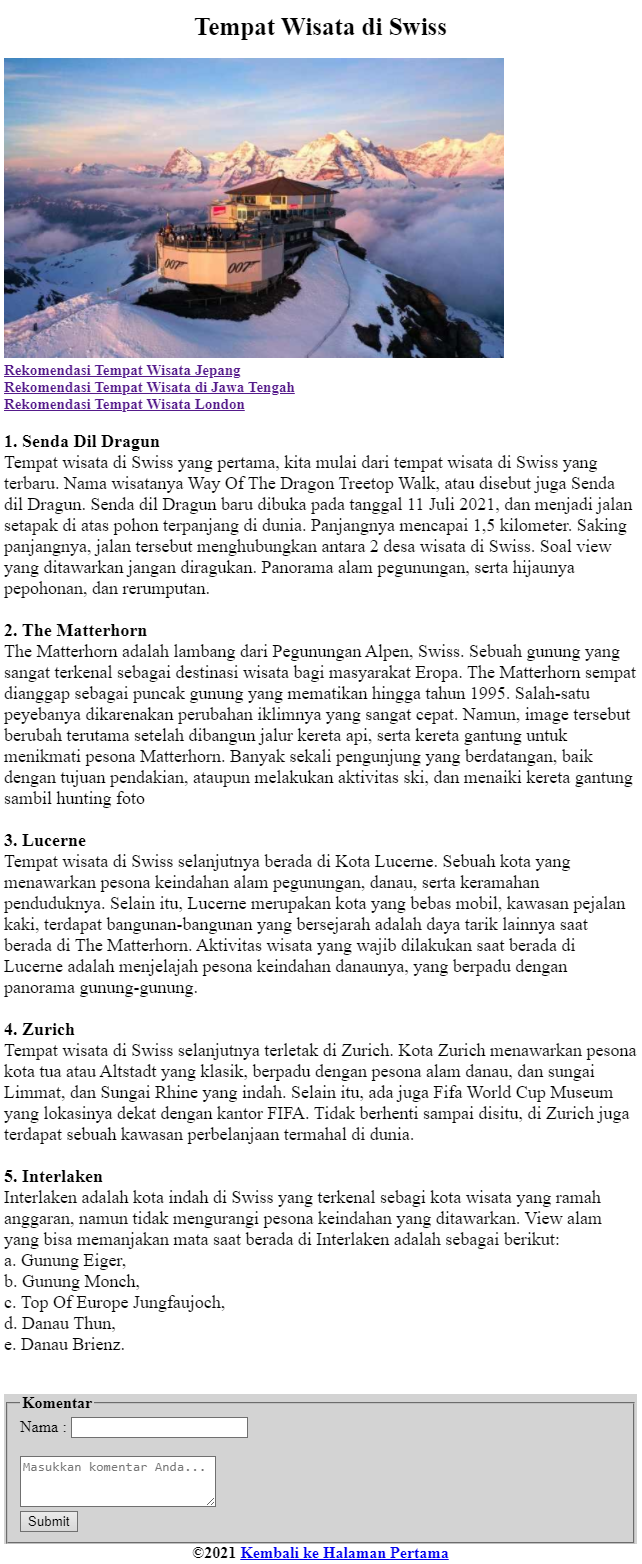 Tempat Wisata di Swiss
007 007
Rekomendasi Tempat Wisata Jepang
Rekomendasi Tempat Wisata di Jawa Tengah
Rekomendasi Tempat Wisata London
1. Senda Dil Dragun
Tempat wisata di Swiss yang pertama, kita mulai dari tempat wisata di Swiss yang
terbaru. Nama wisatanya Way Of The Dragon Treetop Walk, atau disebut juga Senda
dil Dragun. Senda dil Dragun baru dibuka pada tanggal 11 Juli 2021, dan menjadi jalan
setapak di atas pohon terpanjang di dunia. Panjangnya mencapai 1,5 kilometer. Saking
panjangnya, jalan tersebut menghubungkan antara 2 desa wisata di Swiss. Soal view
yang ditawarkan jangan diragukan. Panorama alam pegunungan, serta hijaunya
pepohonan, dan rerumputan.
2. The Matterhorn
The Matterhorn adalah lambang dari Pegunungan Alpen, Swiss. Sebuah gunung yang
sangat terkenal sebagai destinasi wisata bagi masyarakat Eropa. The Matterhorn sempat
dianggap sebagai puncak gunung yang mematikan hingga tahun 1995. Salah-satu
peyebanya dikarenakan perubahan iklimnya yang sangat cepat. Namun, image tersebut
berubah terutama setelah dibangun jalur kereta api, serta kereta gantung untuk
menikmati pesona Matterhorn. Banyak sekali pengunjung yang berdatangan, baik
dengan tujuan pendakian, ataupun melakukan aktivitas ski, dan menaiki kereta gantung
sambil hunting foto
3. Lucerne
Tempat wisata di Swiss selanjutnya berada di Kota Lucerne. Sebuah kota yang
menawarkan pesona keindahan alam pegunungan, danau, serta keramahan
penduduknya. Selain itu, Lucerne merupakan kota yang bebas mobil, kawasan pejalan
kaki, terdapat bangunan-bangunan yang bersejarah adalah daya tarik lainnya saat
berada di The Matterhorn. Aktivitas wisata yang wajib dilakukan saat berada di
Lucerne adalah menjelajah pesona keindahan danaunya, yang berpadu dengan
panorama gunung-gunung.
4. Zurich
Tempat wisata di Swiss selanjutnya terletak di Zurich. Kota Zurich menawarkan pesona
kota tua atau Altstadt yang klasik, berpadu dengan pesona alam danau, dan sungai
Limmat, dan Sungai Rhine yang indah. Selain itu, ada juga Fifa World Cup Museum
yang lokasinya dekat dengan kantor FIFA. Tidak berhenti sampai disitu, di Zurich juga
terdapat sebuah kawasan perbelanjaan termahal di dunia.
5. Interlaken
Interlaken adalah kota indah di Swiss yang terkenal sebagi kota wisata yang ramah
anggaran, namun tidak mengurangi pesona keindahan yang ditawarkan. View alam
yang bisa memanjakan mata saat berada di Interlaken adalah sebagai berikut:
a. Gunung Eiger,
b. Gunung Monch,
c. Top Of Europe Jungfaujoch,
d. Danau Thun,
e. Danau Brienz.
Komentar
Nama :
Masukkan komentar Anda...
Submit
©2021 Kembali ke Halaman Pertama